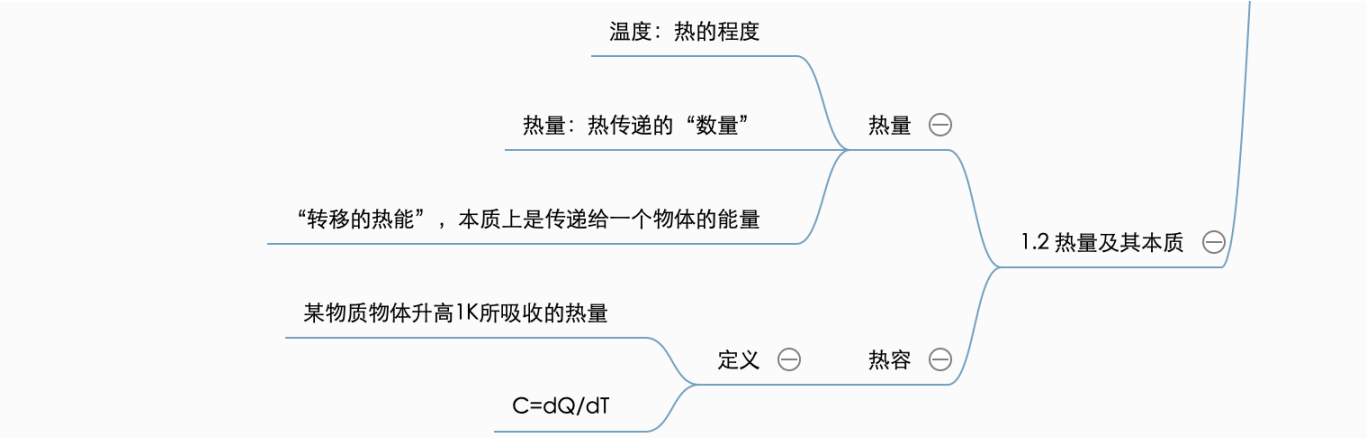 温度：热的程度
热量：热传递的“数量”
热量
“转移的热能”，本质上是传递给一个物体的能量
1.2 热量及其本质
某物质物体升高1K所吸收的热量
定义
热容
C=dQ/dT